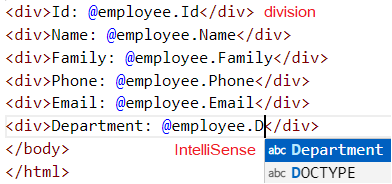 <div>Id: @employee.Id</div> division
<div>Name: @employee.Name</div>
<div>Family: @employee.Family</div>
<div>Phone: @employee.Phone</div>
<div>Email: @employee.Email</div>
<div>Department: @employee.D</div>
</body> IntelliSense abc Department
</html> abc DOCTYPE